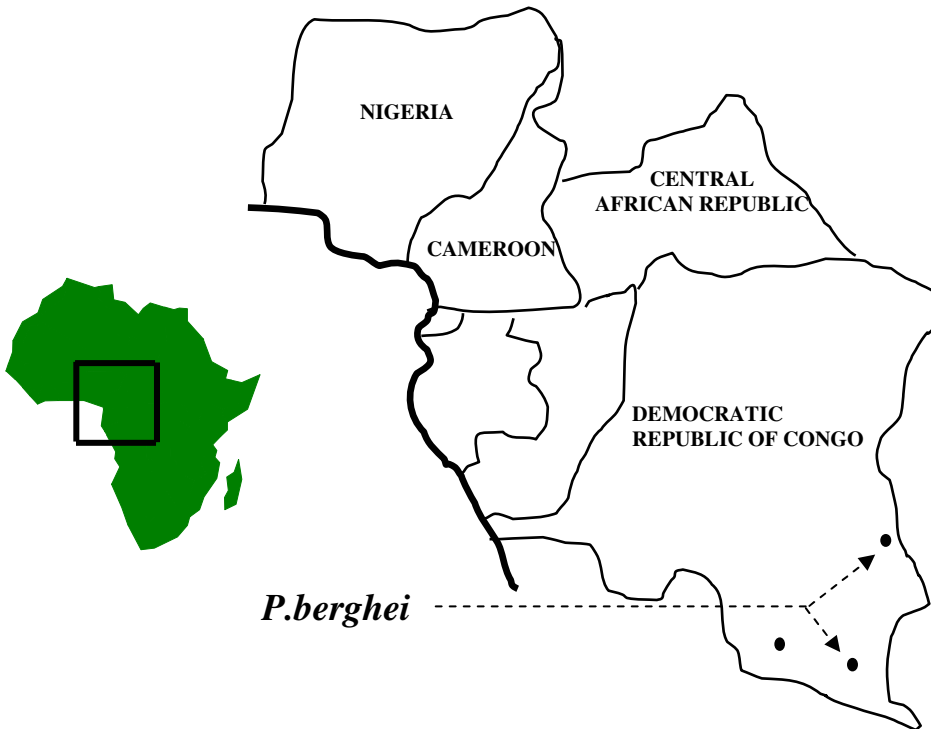 NIGERIA
CENTRAL
AFRICAN REPUBLIC
CAMEROON
DEMOCRATIC
REPUBLIC OF CONGO
P.berghei